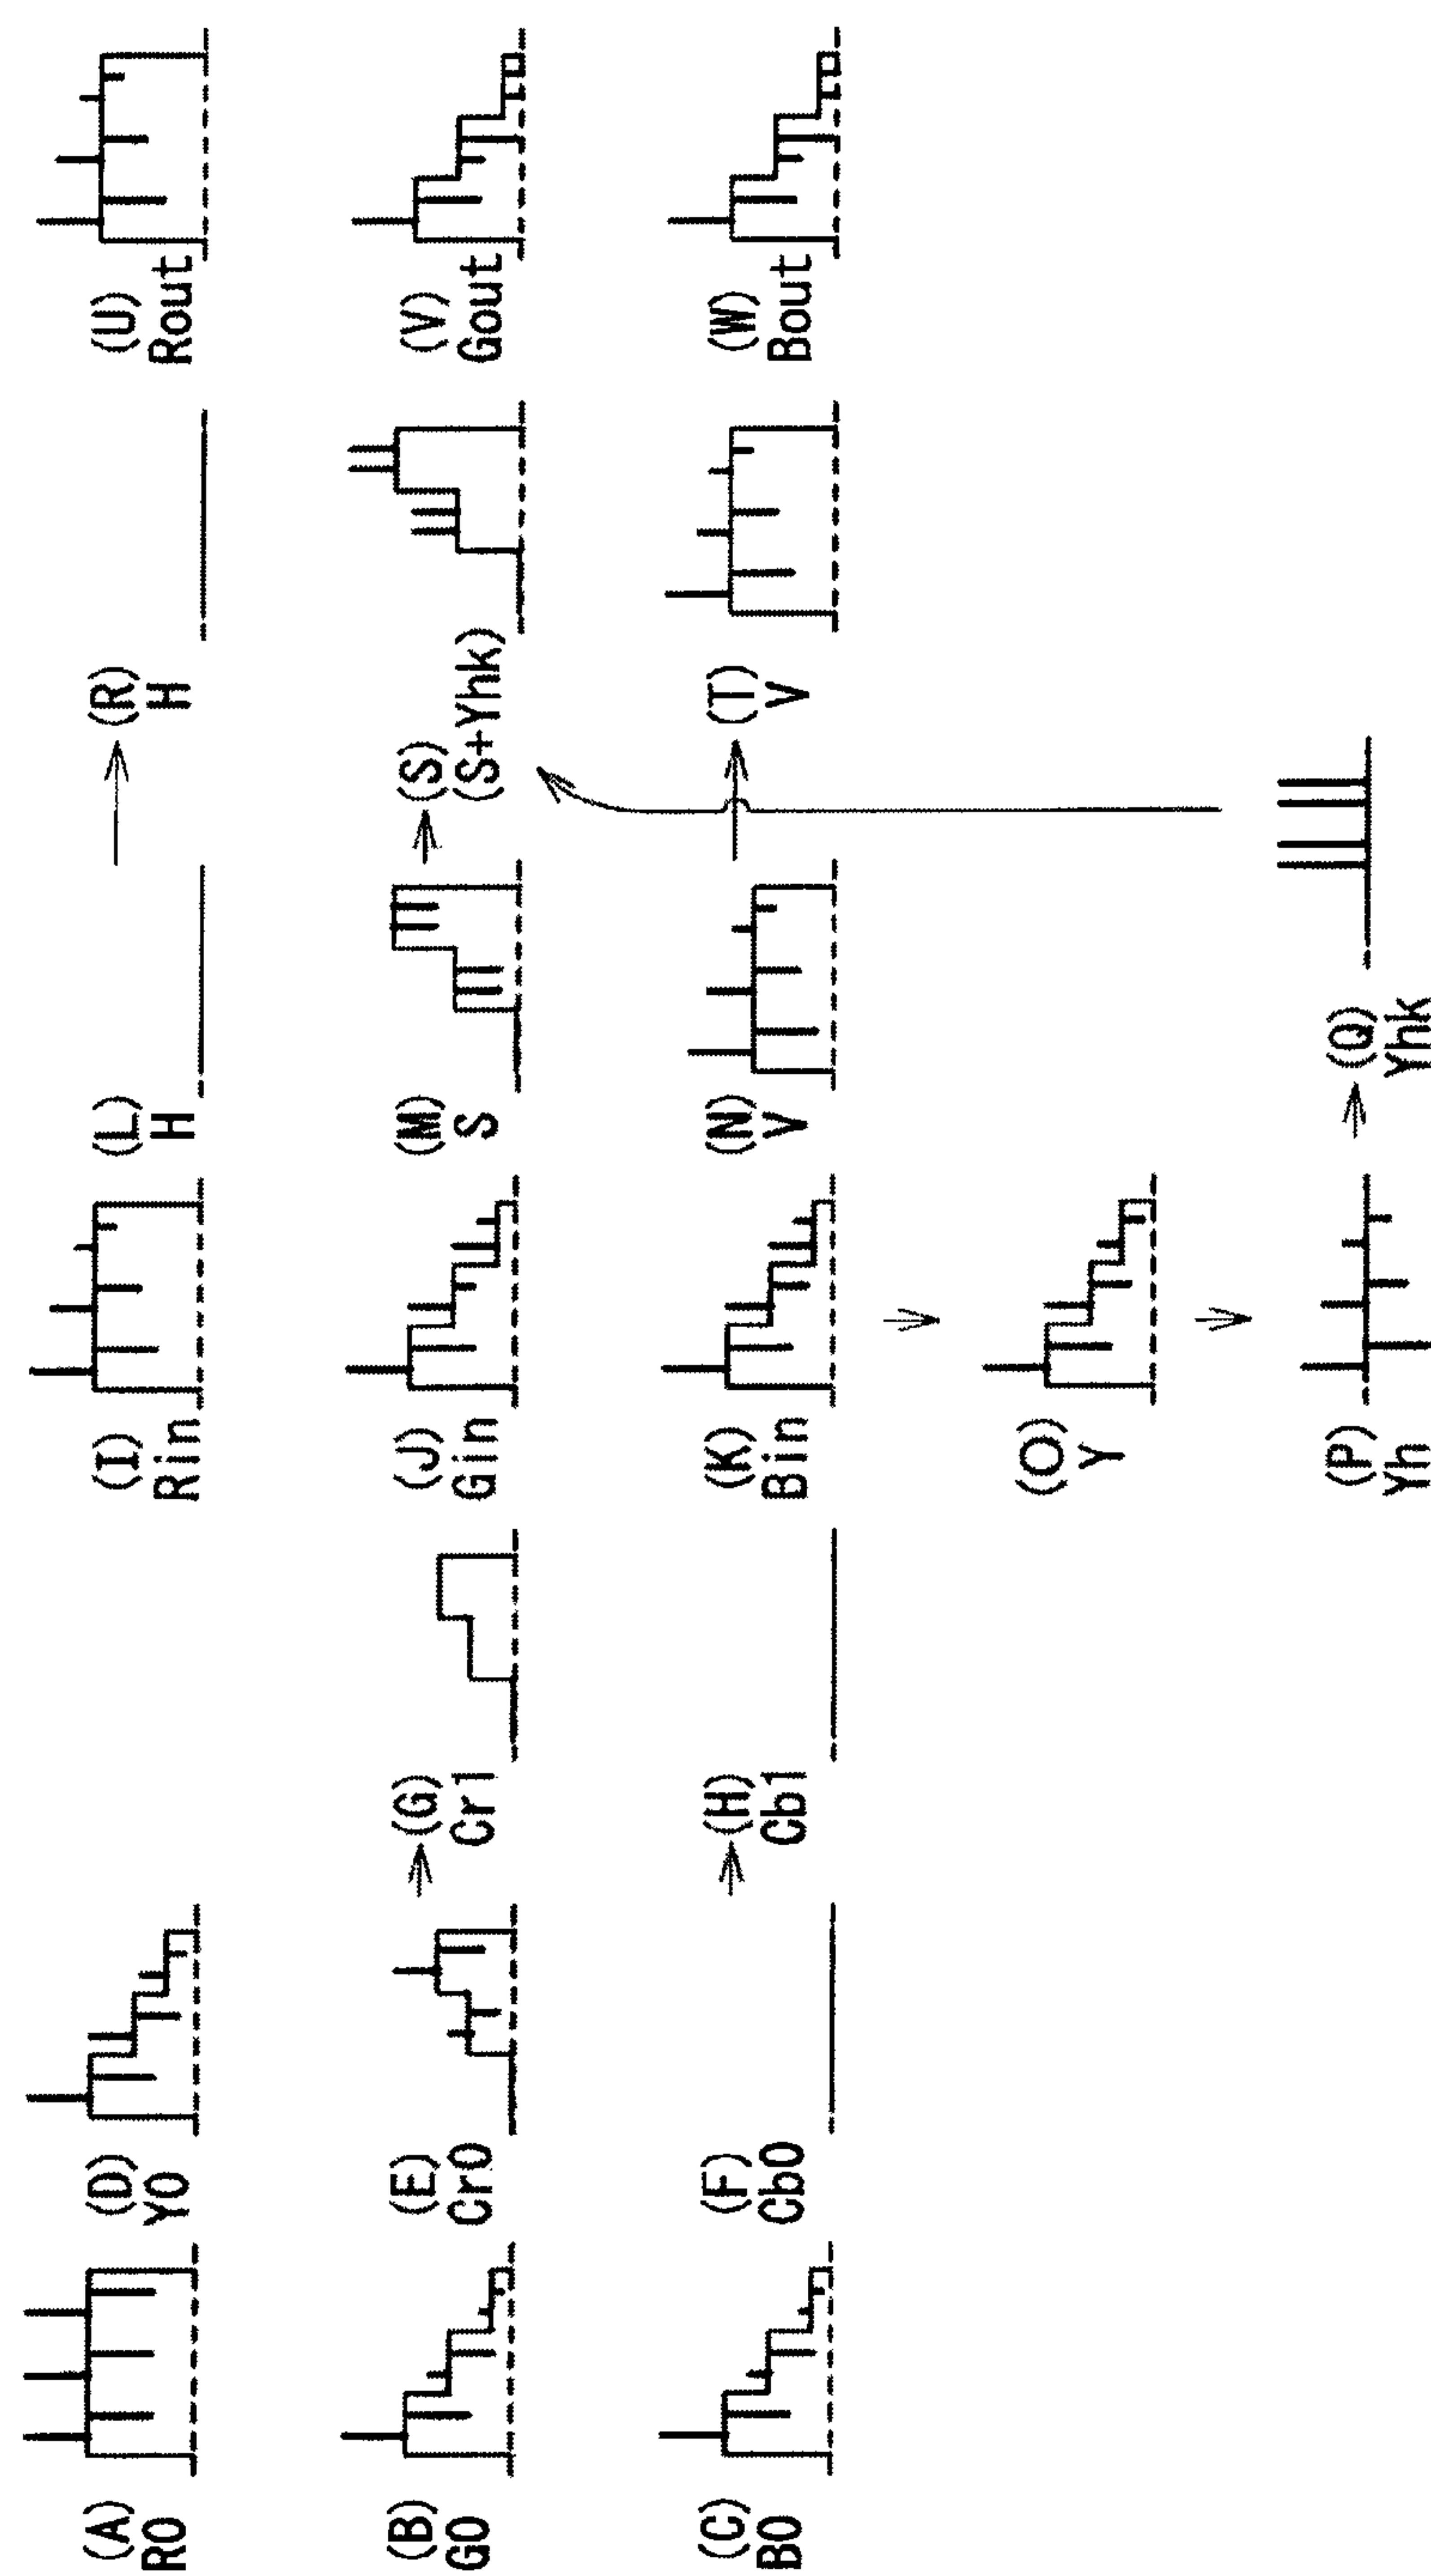 (A)
R0
(B)
G0
(C)
B0
(D)
Y0
(E)
Cr0
(F)
Cb0
(G)
Cr1
(H)
Cb1
(I)
Rin
(J)
Gin
(K)
Bin
(L)
H
(M)
S
(N)
V
(O)
Y
(P)
Yh
(Q)
Yhk
(R)
H
(S)
(S+Yhk)
(T)
V
(U)
Rout
(V)
Gout
(W)
Bout